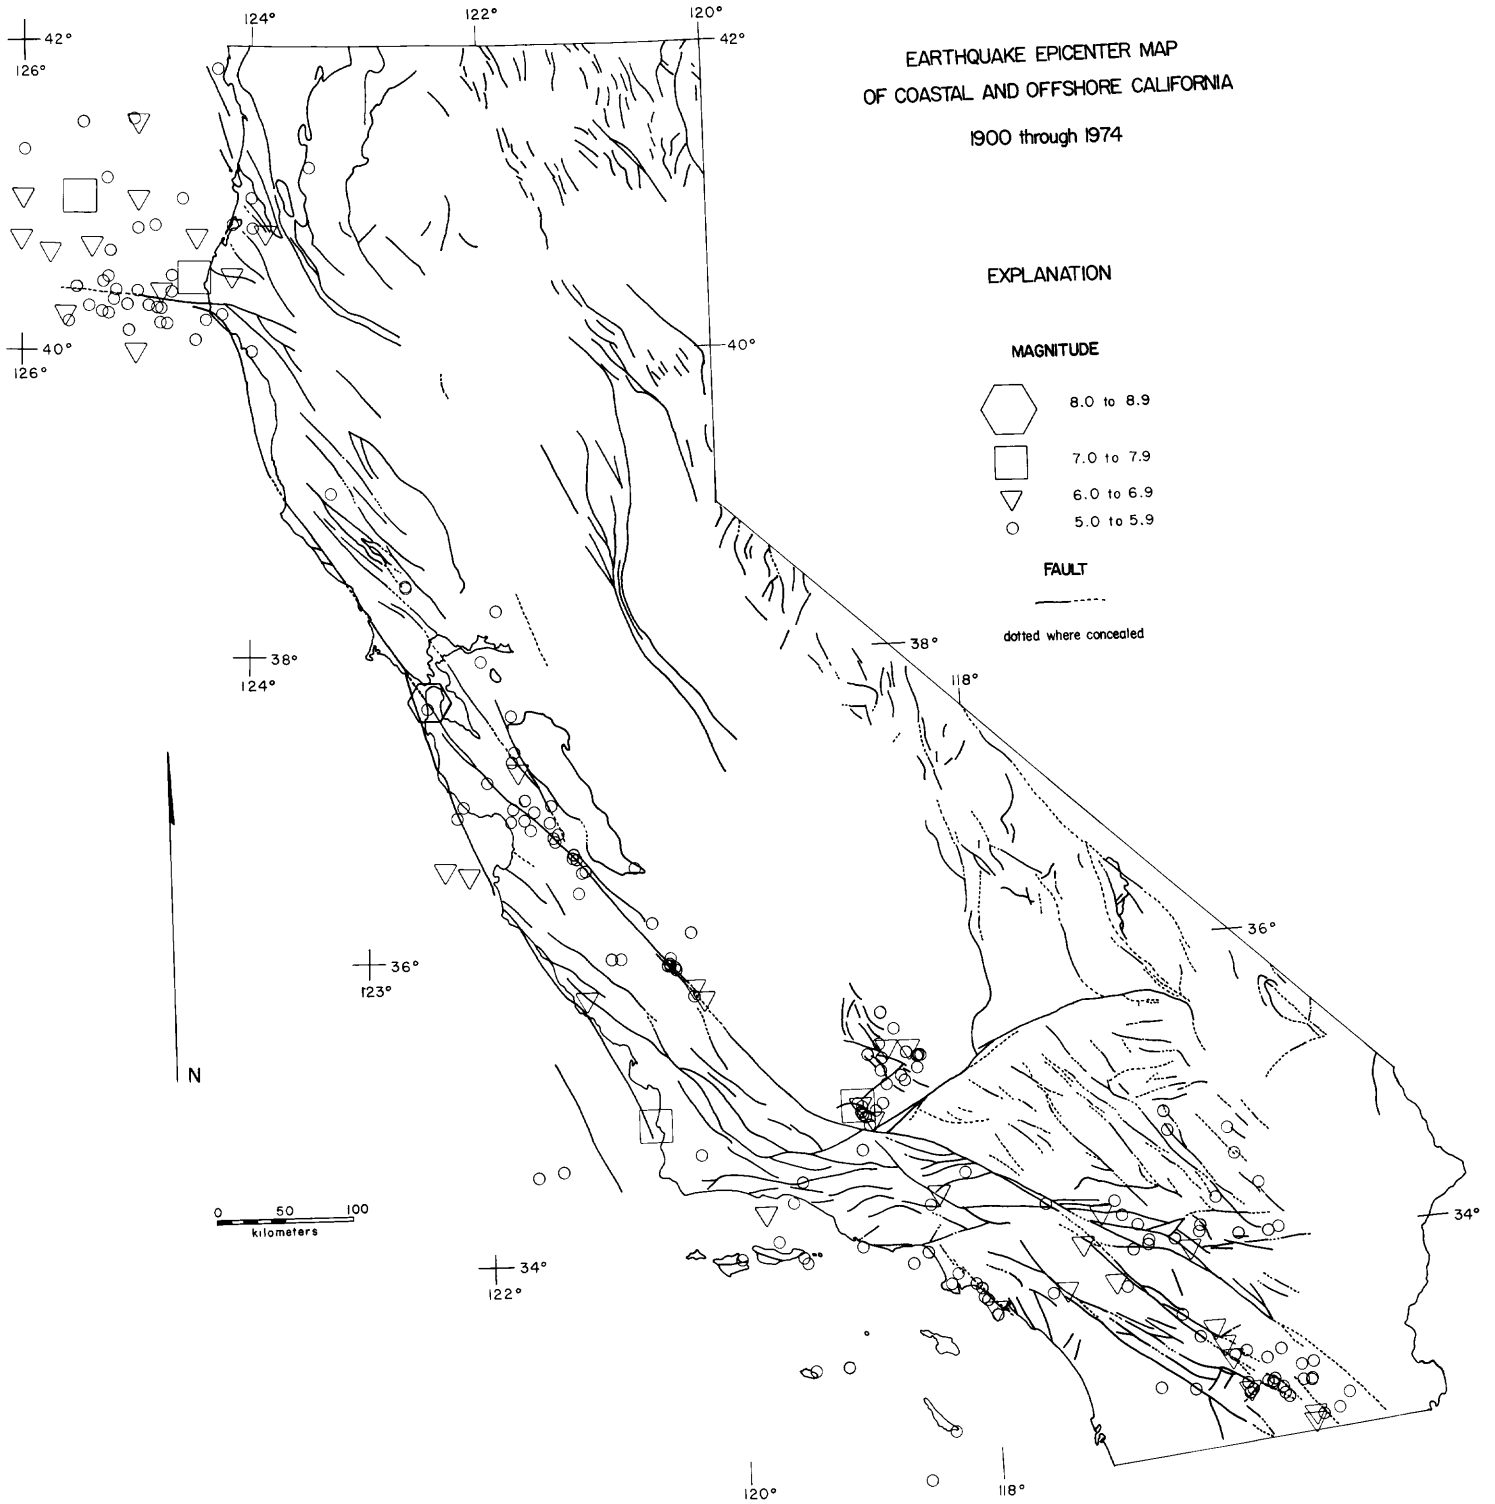 124°
122°
120°
42°
126°
42°
EARTHQUAKE EPICENTER MAP
OF COASTAL AND OFFSHORE CALIFORNIA
1900 through 1974
EXPLANATION
MAGNITUDE
8.0 to 8.9
7.0 to 7.9
6.0 to 6.9
5.0 to 5.9
FAULT
dotted where concealed
40°
126°
40°
38°
124°
38°
118°
36°
123°
36°
N
0 50 100
kilometers
34°
122°
34°
120°
118°